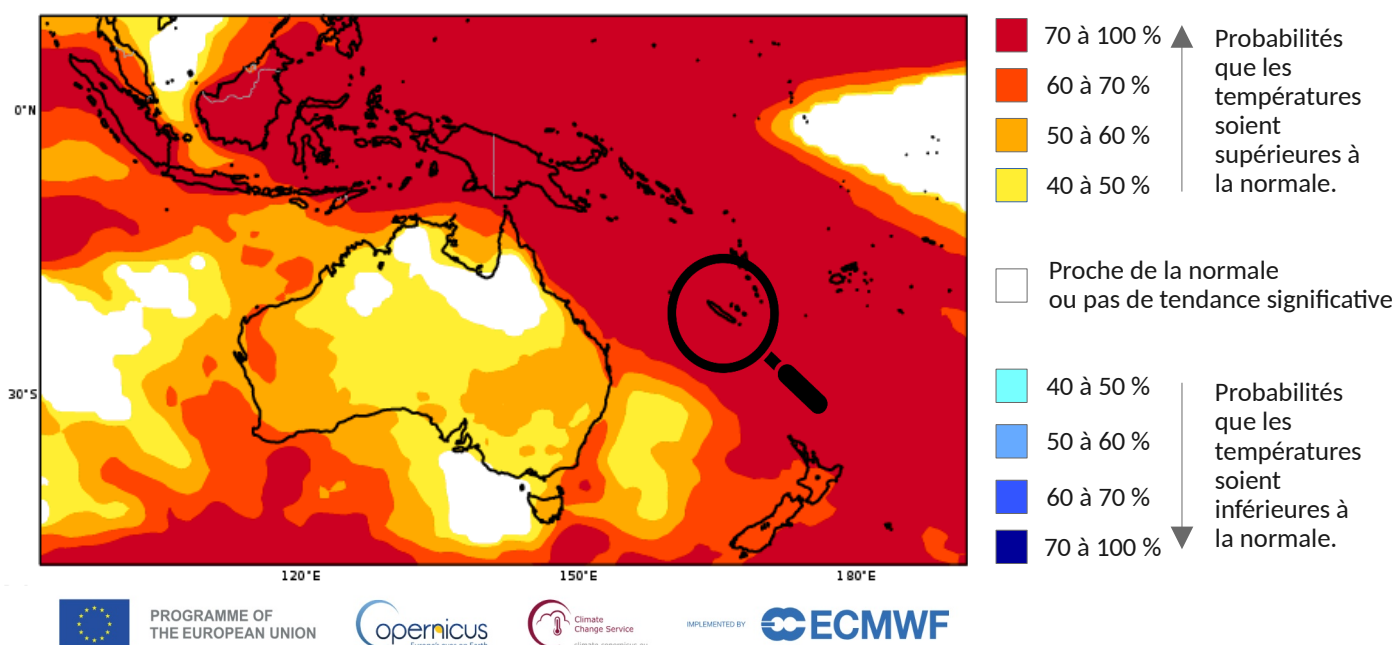 0°N
30°S
120°E
150°E
180°E
70 à 100 %
60 à 70 %
50 à 60 %
40 à 50 %
Probabilités
que les
températures
soient
supérieures à
la normale.
Proche de la normale
ou pas de tendance significative
40 à 50 %
50 à 60 %
60 à 70 %
70 à 100 %
Probabilités
que les
températures
soient
inférieures à
la normale.
PROGRAMME OF
THE EUROPEAN UNION
opernicus
Climate
Change Service
IMPLEMENTED BY
ECMWF